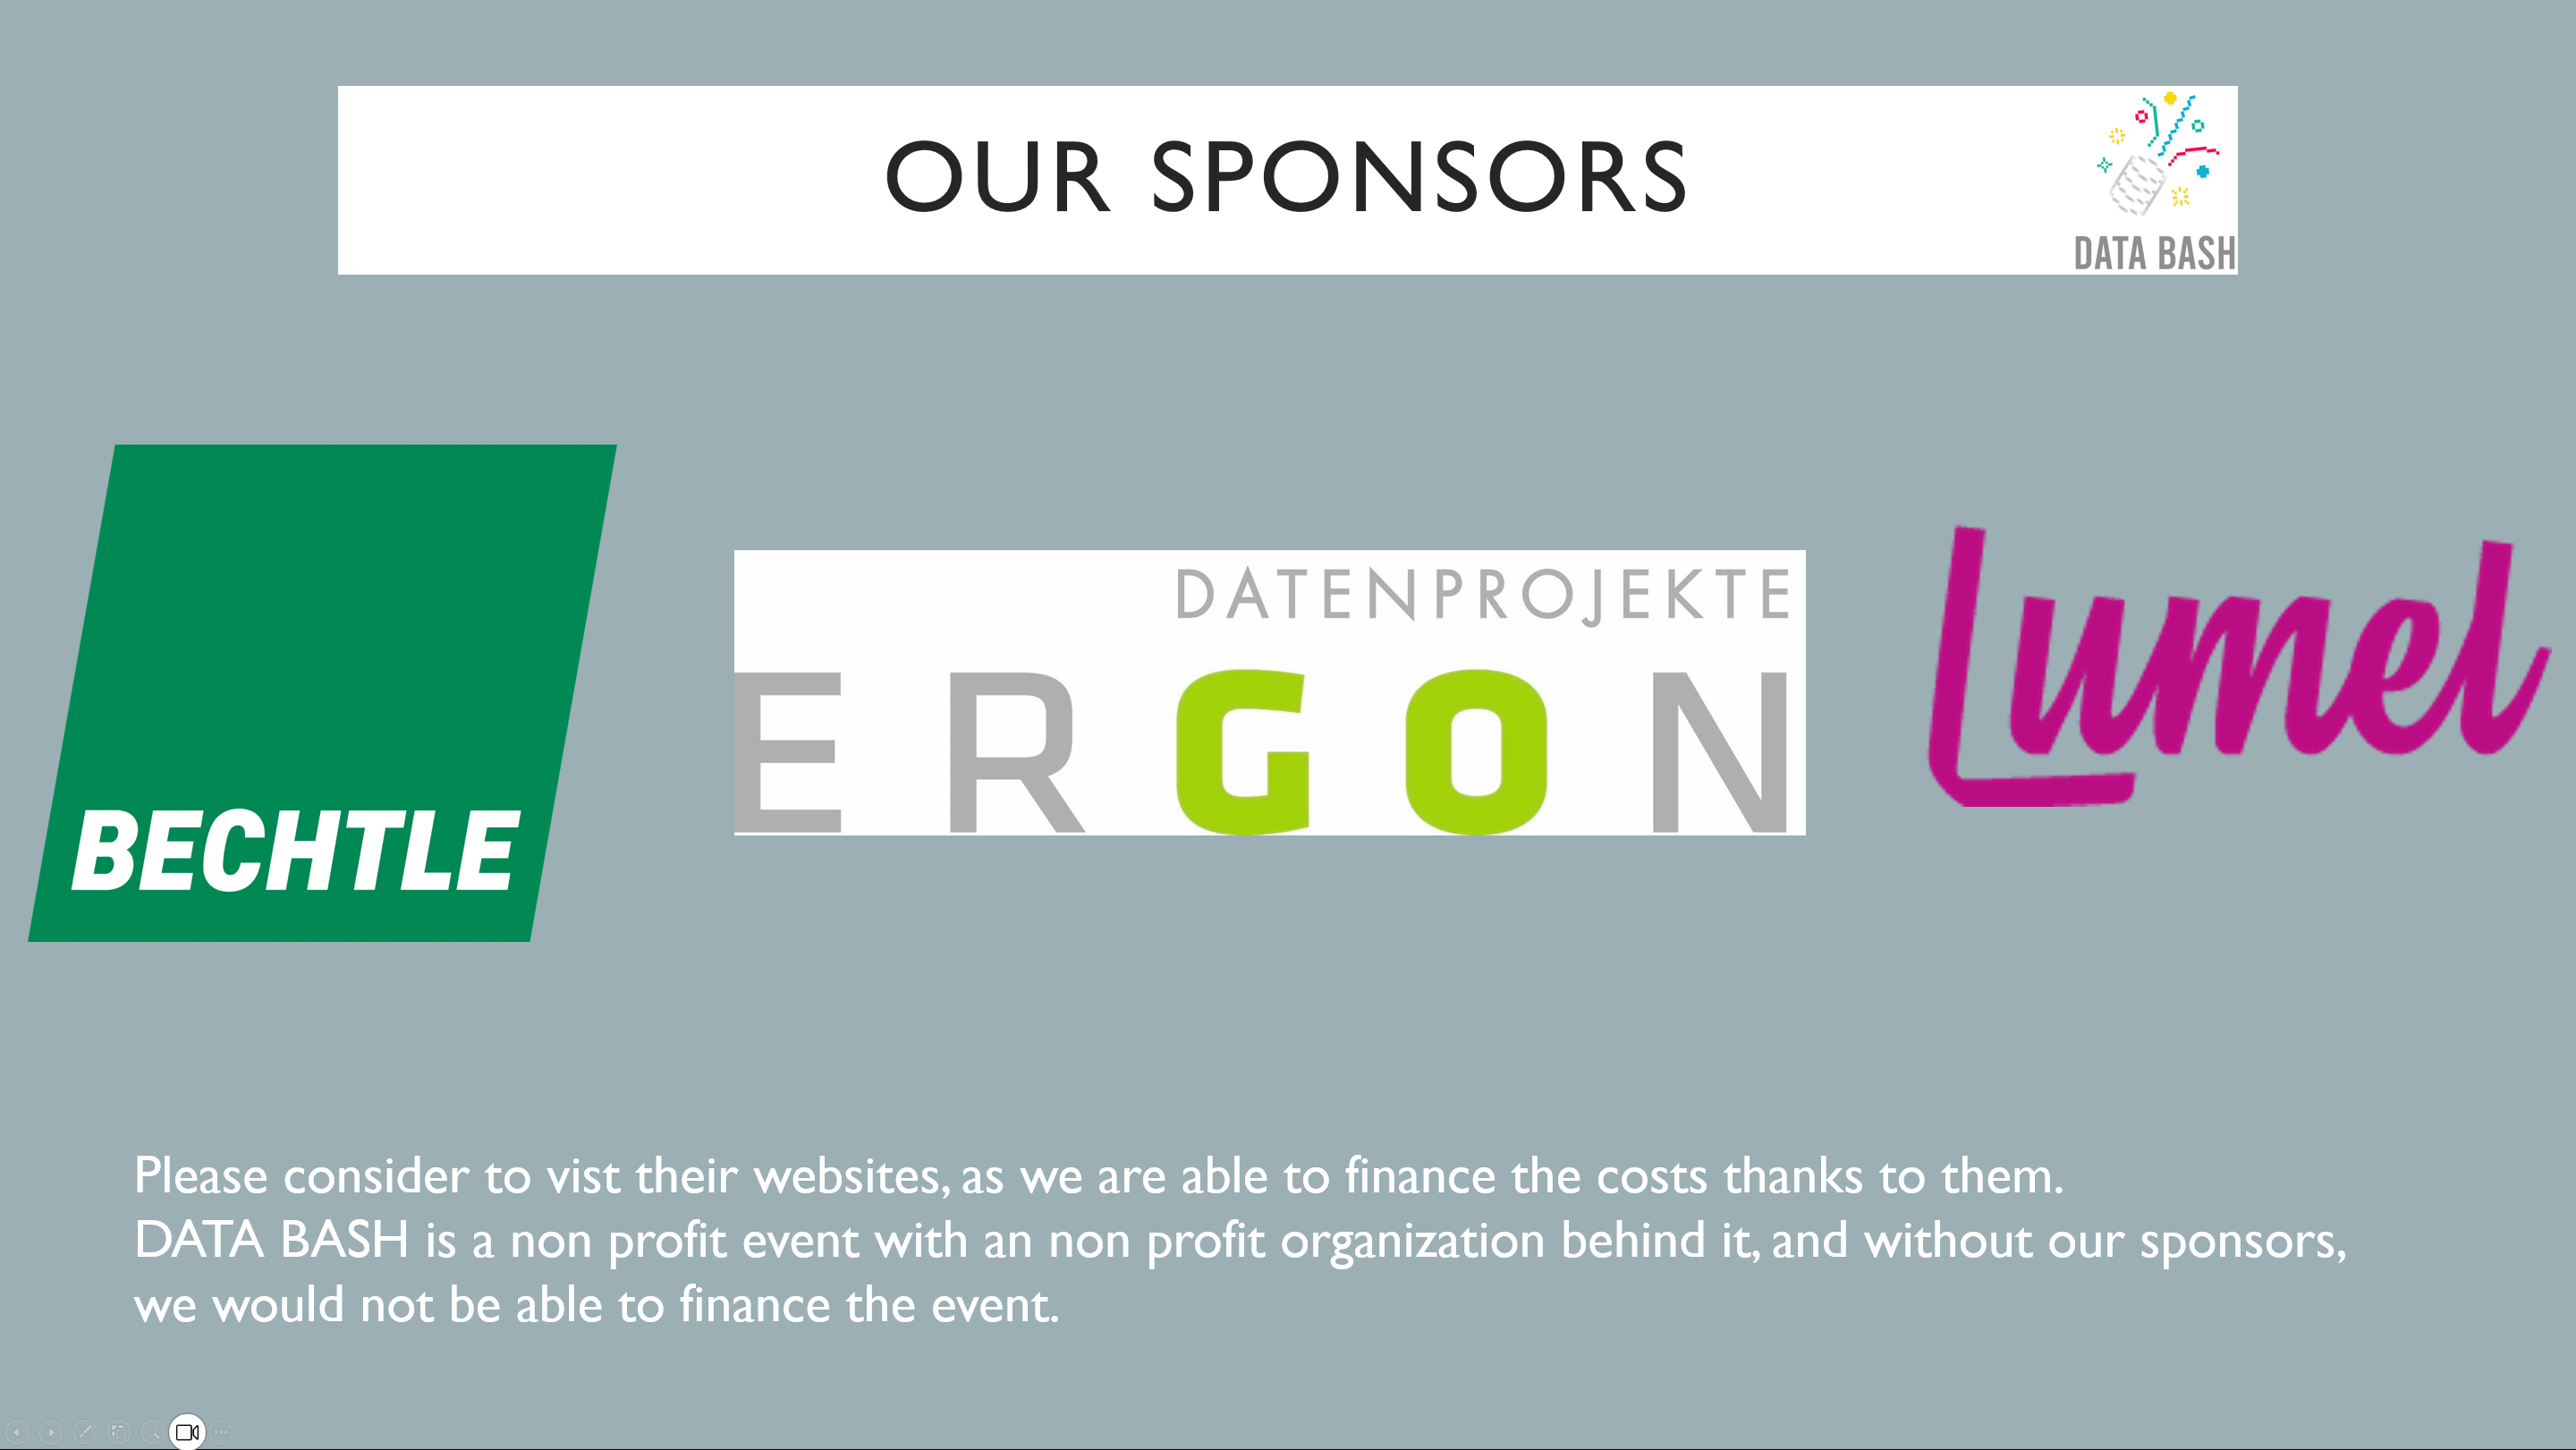 OUR SPONSORS
DATA BASH
BECHTLE
DATENPROJEKTE
ERGON
Lumel
Please consider to vist their websites, as we are able to finance the costs thanks to them.
DATA BASH is a non profit event with an non profit organization behind it, and without our sponsors,
we would not be able to finance the event.